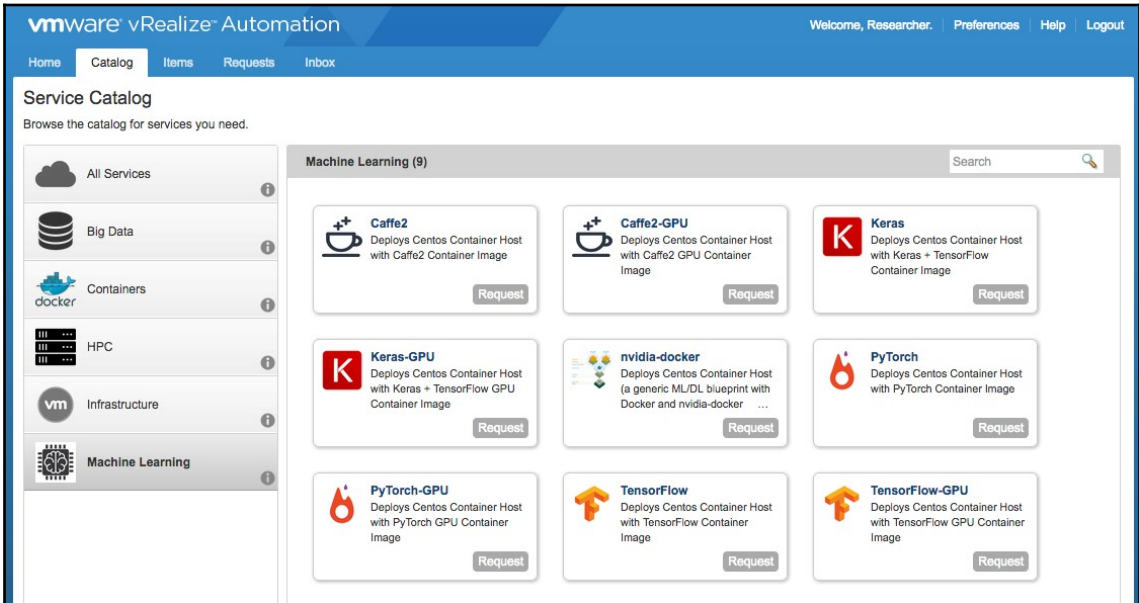 vmware® vRealize™ Automation
Welcome, Researcher. Preferences Help Logout
Home Catalog Items Requests Inbox
Service Catalog
Browse the catalog for services you need.
All Services
Big Data
docker
Containers
HPC
vm
Infrastructure
Machine Learning
Machine Learning (9)
Search
Caffe2
Deploys Centos Container Host
with Caffe2 Container Image
Request
Caffe2-GPU
Deploys Centos Container Host
with Caffe2 GPU Container
Image
Request
K
Keras
Deploys Centos Container Host
with Keras + TensorFlow
Container Image
Request
K
Keras-GPU
Deploys Centos Container Host
with Keras + TensorFlow GPU
Container Image
Request
nvidia-docker
Deploys Centos Container Host
(a generic ML/DL blueprint with
Docker and nvidia-docker ...
Request
PyTorch
Deploys Centos Container Host
with PyTorch Container Image
Request
PyTorch-GPU
Deploys Centos Container Host
with PyTorch GPU Container
Image
Request
TensorFlow
Deploys Centos Container Host
with TensorFlow Container
Image
Request
TensorFlow-GPU
Deploys Centos Container Host
with TensorFlow GPU Container
Image
Request